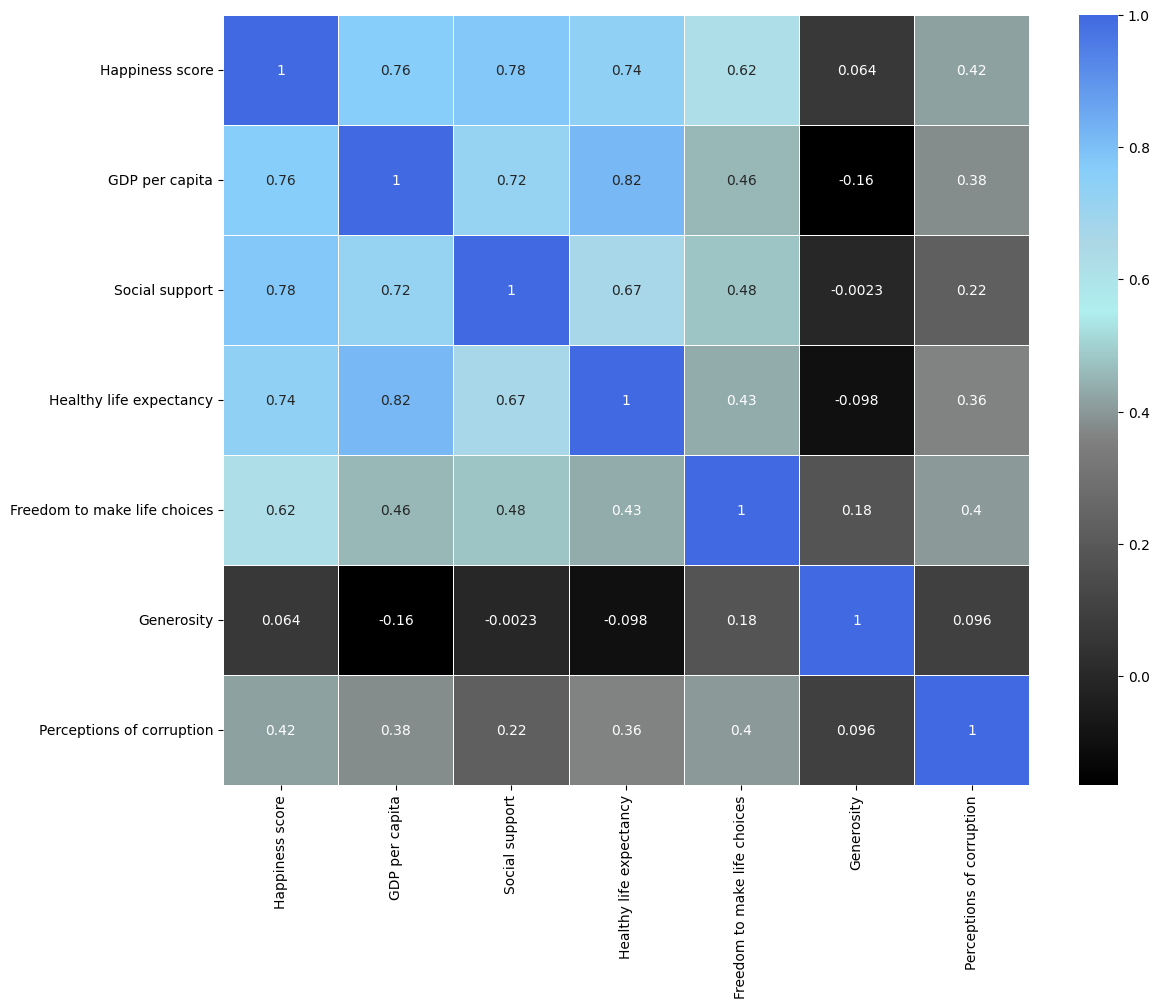 Happiness score 1 0.76 0.78 0.74 0.62 0.064 0.42
GDP per capita 0.76 1 0.72 0.82 0.46 -0.16 0.38
Social support 0.78 0.72 1 0.67 0.48 -0.0023 0.22
Healthy life expectancy 0.74 0.82 0.67 1 0.43 -0.098 0.36
Freedom to make life choices 0.62 0.46 0.48 0.43 1 0.18 0.4
Generosity 0.064 -0.16 -0.0023 -0.098 0.18 1 0.096
Perceptions of corruption 0.42 0.38 0.22 0.36 0.4 0.096 1
Happiness score
GDP per capita
Social support
Healthy life expectancy
Freedom to make life choices
Generosity
Perceptions of corruption
1.0
0.8
0.6
0.4
0.2
0.0